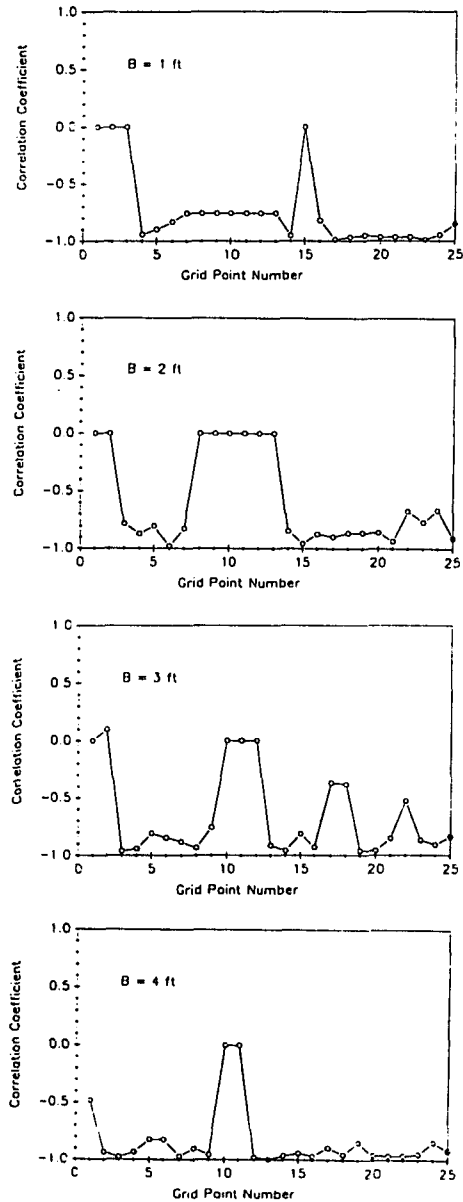 1.0
0.5
0.0
−0.5
−1.0
Correlation Coefficient
B = 1 ft
0 5 10 15 20 25
Grid Point Number
1.0
0.5
0.0
−0.5
−1.0
Correlation Coefficient
B = 2 ft
0 5 10 15 20 25
Grid Point Number
1 0
0.5
0.0
−0.5
−1 0
Correlation Coefficient
B = 3 ft
0 5 10 15 20 25
Grid Point Number
1.0
0.5
0.0
−0.5
−1.0
Correlation Coefficient
B = 4 ft
0 5 10 15 20 25
Grid Point Number